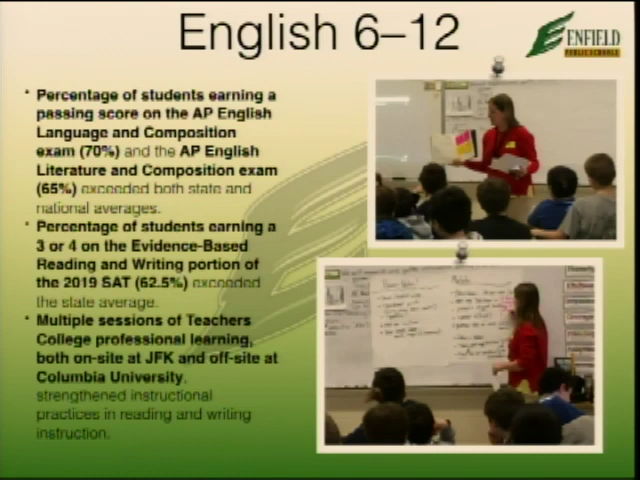 English 6–12
ENFIELD
PUBLIC SCHOOLS
• Percentage of students earning a
passing score on the AP English
Language and Composition
exam (70%) and the AP English
Literature and Composition exam
(65%) exceeded both state and
national averages.
• Percentage of students earning a
3 or 4 on the Evidence-Based
Reading and Writing portion of
the 2019 SAT (62.5%) exceeded
the state average.
• Multiple sessions of Teachers
College professional learning,
both on-site at JFK and off-site at
Columbia University,
strengthened instructional
practices in reading and writing
instruction.